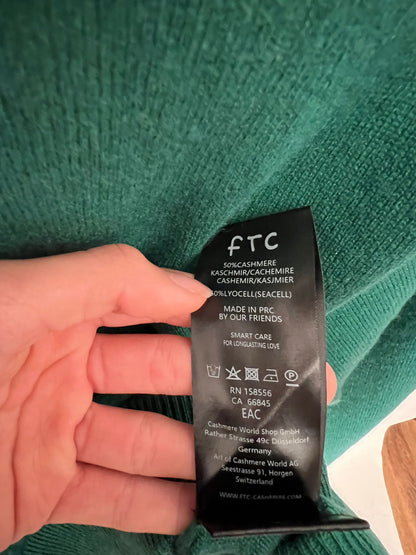 FTC
50%CASHMERE
KASCHMIR/CACHEMIRE
CASHEMIR/KASJMIER
50%LYOCELL(SEACELL)
MADE IN PRC
BY OUR FRIENDS
SMART CARE
FOR LONGLASTING LOVE
P
RN 158556
CA 66845
EAC
Cashmere World Shop GmbH
Rather Strasse 49c Düsseldorf
Germany
Art of Cashmere World AG
Seestrasse 91, Horgen
Switzerland
WWW.FTC-CASHMERE.COM